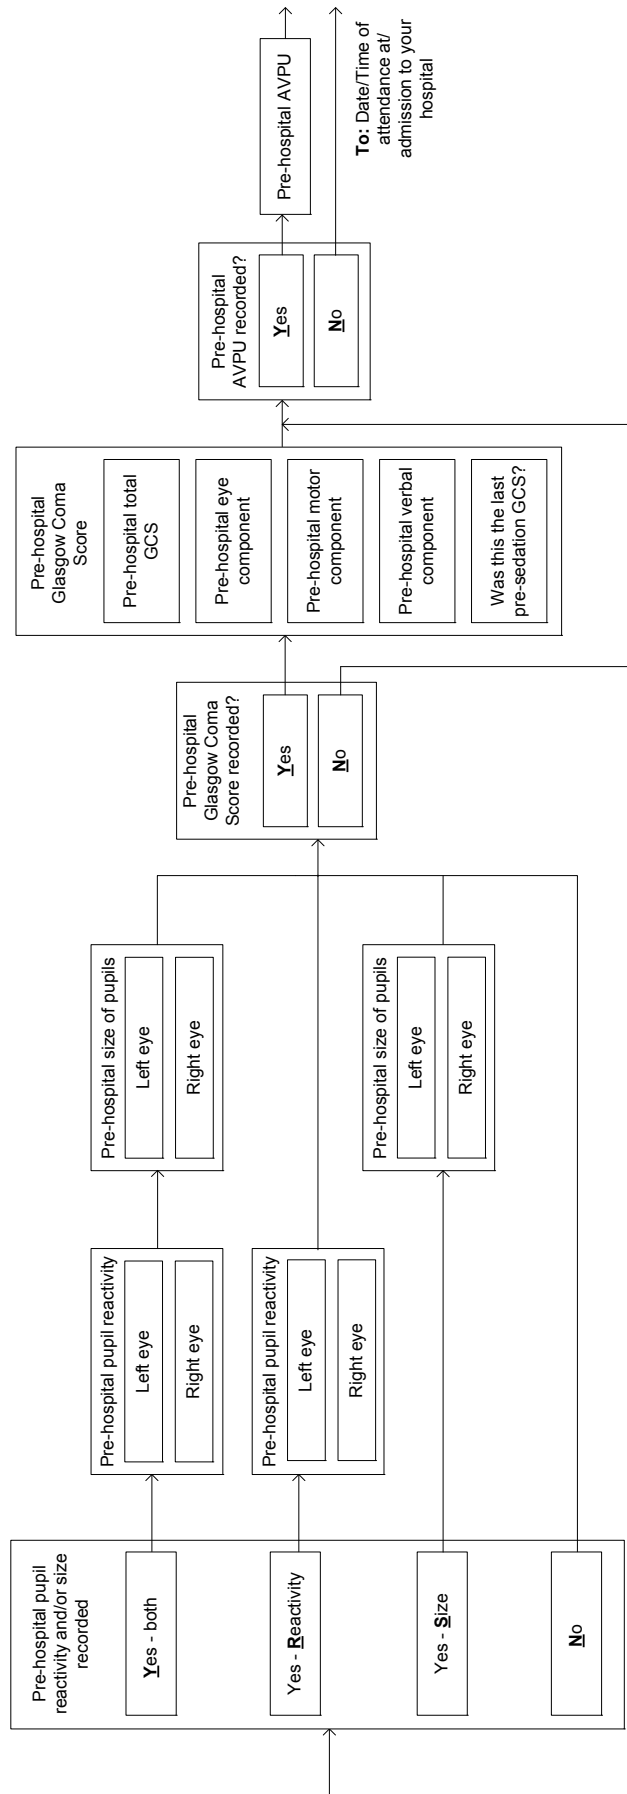 Pre-hospital pupil
reactivity and/or size
recorded
Yes - both
Yes - Reactivity
Yes - Size
No
Pre-hospital pupil reactivity
Left eye
Right eye
Pre-hospital pupil reactivity
Left eye
Right eye
Pre-hospital size of pupils
Left eye
Right eye
Pre-hospital size of pupils
Left eye
Right eye
Pre-hospital
Glasgow Coma
Score recorded?
Yes
No
Pre-hospital
Glasgow Coma
Score
Pre-hospital total
GCS
Pre-hospital eye
component
Pre-hospital motor
component
Pre-hospital verbal
component
Was this the last
pre-sedation GCS?
Pre-hospital
AVPU recorded?
Yes
No
Pre-hospital AVPU
To: Date/Time of
attendance at/
admission to your
hospital